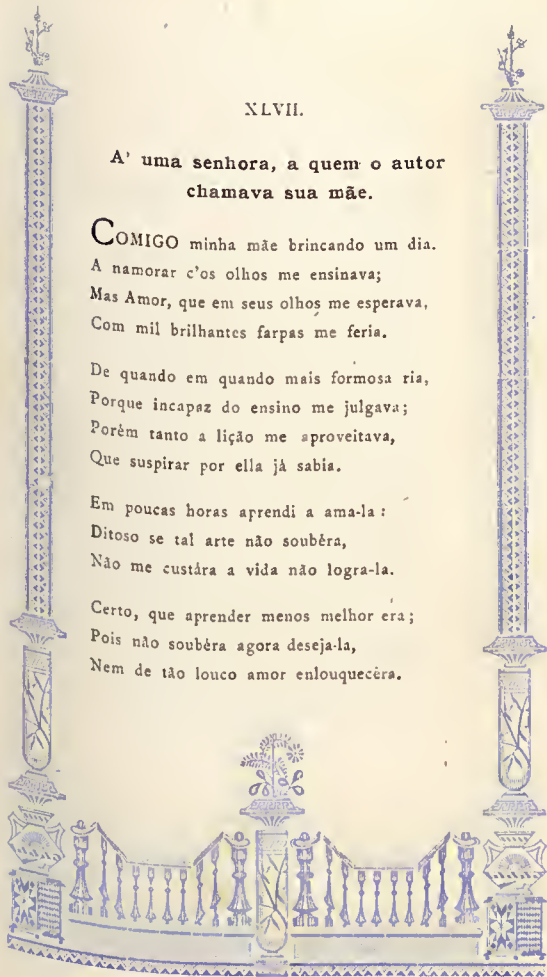 XLVII.
A' uma senhora, a quem o autor
chamava sua mãe.
COMIGO minha mãe brincando um dia.
A namorar c'os olhos me ensinava;
Mas Amor, que em seus olhos me esperava,
Com mil brilhantes farpas me feria.
De quando em quando mais formosa ria,
Porque incapaz do ensino me julgava;
Porém tanto a lição me aproveitava,
Que suspirar por ella já sabia.
Em poucas horas aprendi a ama-la:
Ditoso se tal arte não soubéra,
Não me custára a vida não logra-la.
Certo, que aprender menos melhor era;
Pois não soubéra agora deseja-la,
Nem de tão louco amor enlouquecéra.